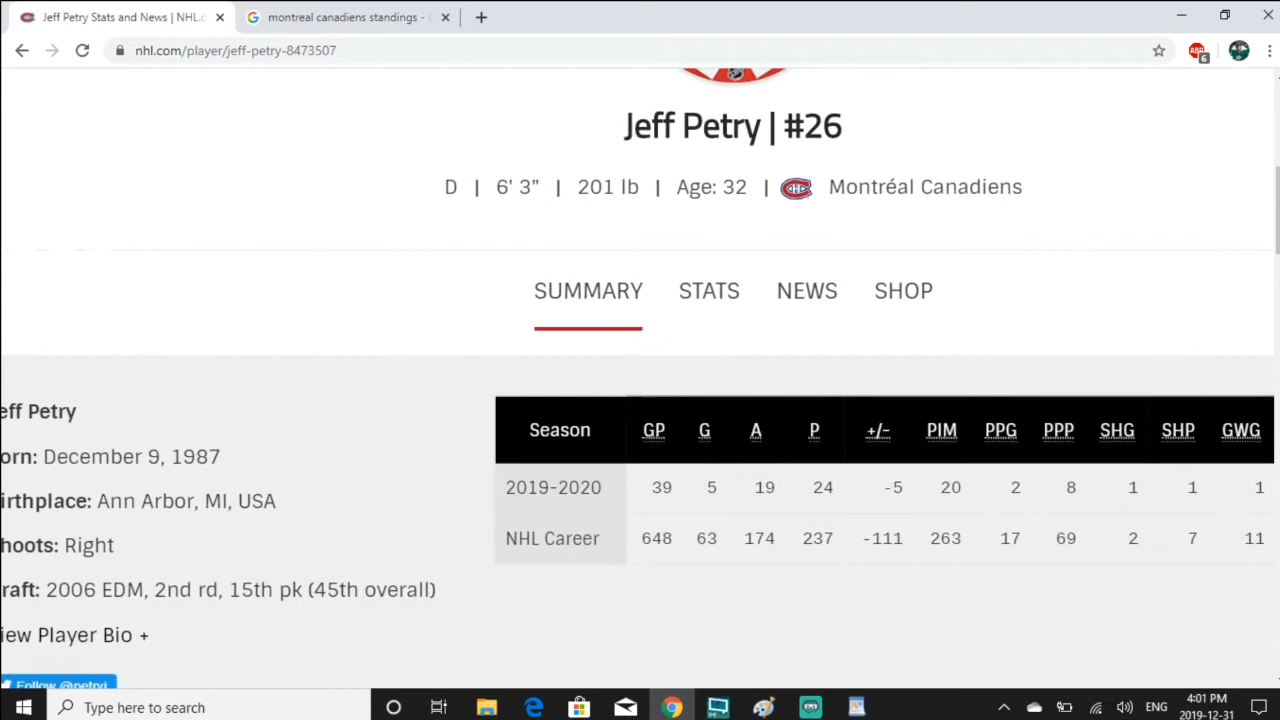 Jeff Petry Stats and News | NHL.c
montreal canadiens standings -
nhl.com/player/jeff-petry-8473507
ABP
6
Jeff Petry | #26
D | 6' 3" | 201 lb | Age: 32 | Montréal Canadiens
SUMMARY STATS NEWS SHOP
eff Petry
orn: December 9, 1987
irthplace: Ann Arbor, MI, USA
hoots: Right
raft: 2006 EDM, 2nd rd, 15th pk (45th overall)
iew Player Bio +
Follow @petryj
Season GP G A P +/- PIM PPG PPP SHG SHP GWG
2019-2020 39 5 19 24 -5 20 2 8 1 1 1
NHL Career 648 63 174 237 -111 263 17 69 2 7 11
Type here to search
ENG
4:01 PM
2019-12-31